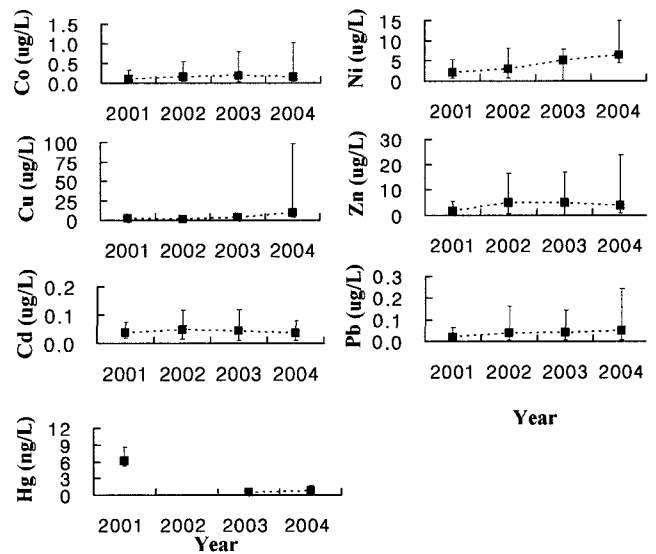 Co (ug/L)
1.5
1.0
0.5
0.0
2001 2002 2003 2004
Ni (ug/L)
15
10
5
0
2001 2002 2003 2004
Cu (ug/L)
100
75
50
25
0
2001 2002 2003 2004
Zn (ug/L)
30
20
10
0
2001 2002 2003 2004
Cd (ug/L)
0.2
0.1
0.0
2001 2002 2003 2004
Pb (ug/L)
0.3
0.2
0.1
0.0
2001 2002 2003 2004
Year
Hg (ng/L)
12
9
6
3
0
2001 2002 2003 2004
Year